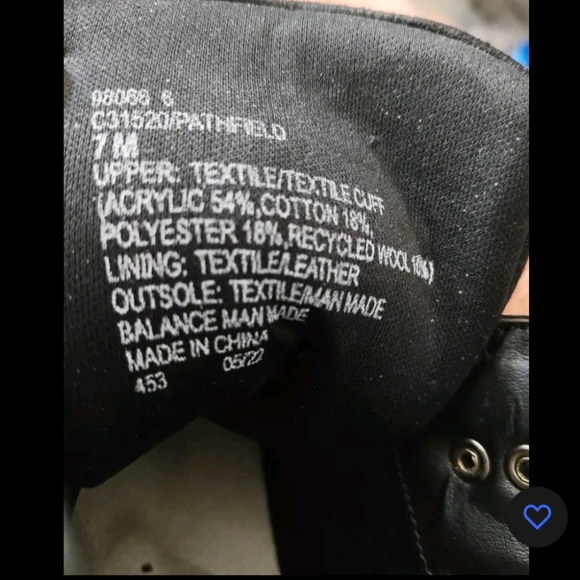 98066 6
C31520/PATHFIELD
7 M
UPPER: TEXTILE/TEXTILE CUFF
(ACRYLIC 54%,COTTON 18%,
POLYESTER 18%,RECYCLED WOOL 10%)
LINING: TEXTILE/LEATHER
OUTSOLE: TEXTILE/MAN MADE
BALANCE MAN MADE
MADE IN CHINA
453 05/22